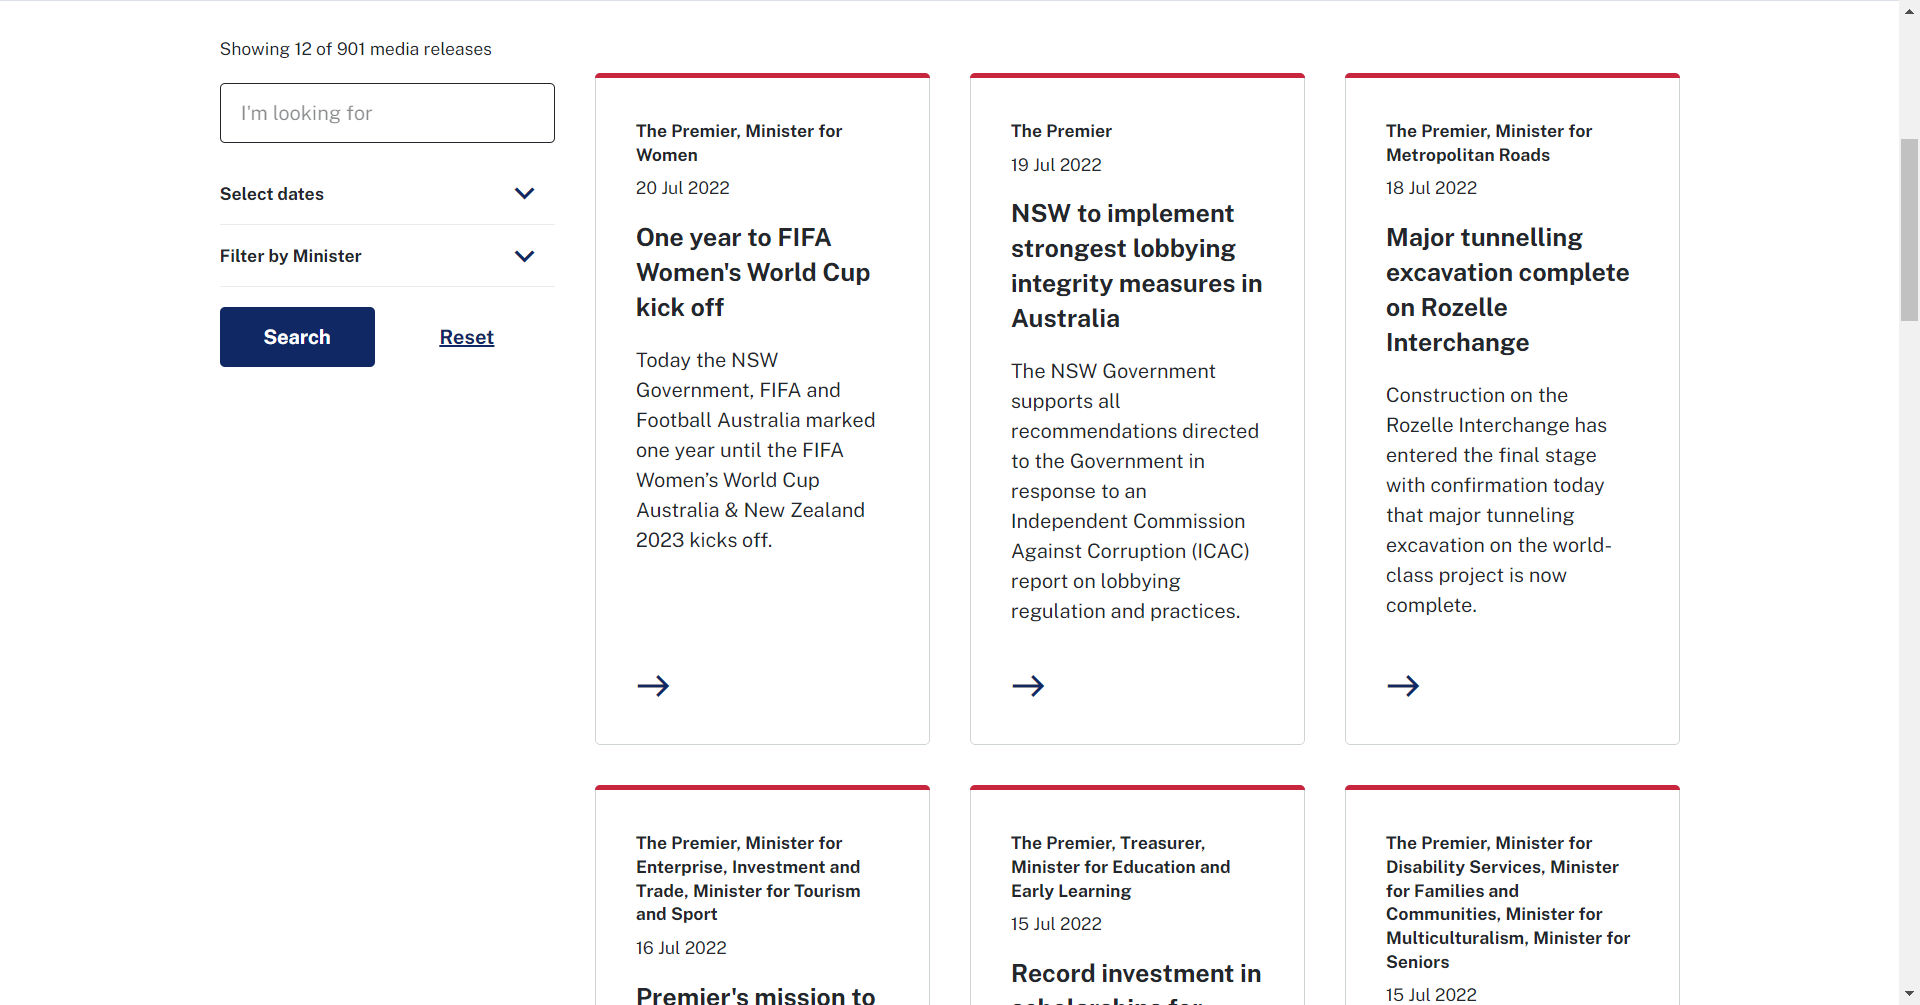 Showing 12 of 901 media releases
I'm looking for
Select dates
Filter by Minister
Search
Reset
The Premier, Minister for
Women
20 Jul 2022
One year to FIFA
Women's World Cup
kick off
Today the NSW
Government, FIFA and
Football Australia marked
one year until the FIFA
Women’s World Cup
Australia & New Zealand
2023 kicks off.
The Premier
19 Jul 2022
NSW to implement
strongest lobbying
integrity measures in
Australia
The NSW Government
supports all
recommendations directed
to the Government in
response to an
Independent Commission
Against Corruption (ICAC)
report on lobbying
regulation and practices.
The Premier, Minister for
Metropolitan Roads
18 Jul 2022
Major tunnelling
excavation complete
on Rozelle
Interchange
Construction on the
Rozelle Interchange has
entered the final stage
with confirmation today
that major tunneling
excavation on the world-
class project is now
complete.
The Premier, Minister for
Enterprise, Investment and
Trade, Minister for Tourism
and Sport
16 Jul 2022
Premier's mission to
The Premier, Treasurer,
Minister for Education and
Early Learning
15 Jul 2022
Record investment in
scholarships for
The Premier, Minister for
Disability Services, Minister
for Families and
Communities, Minister for
Multiculturalism, Minister for
Seniors
15 Jul 2022